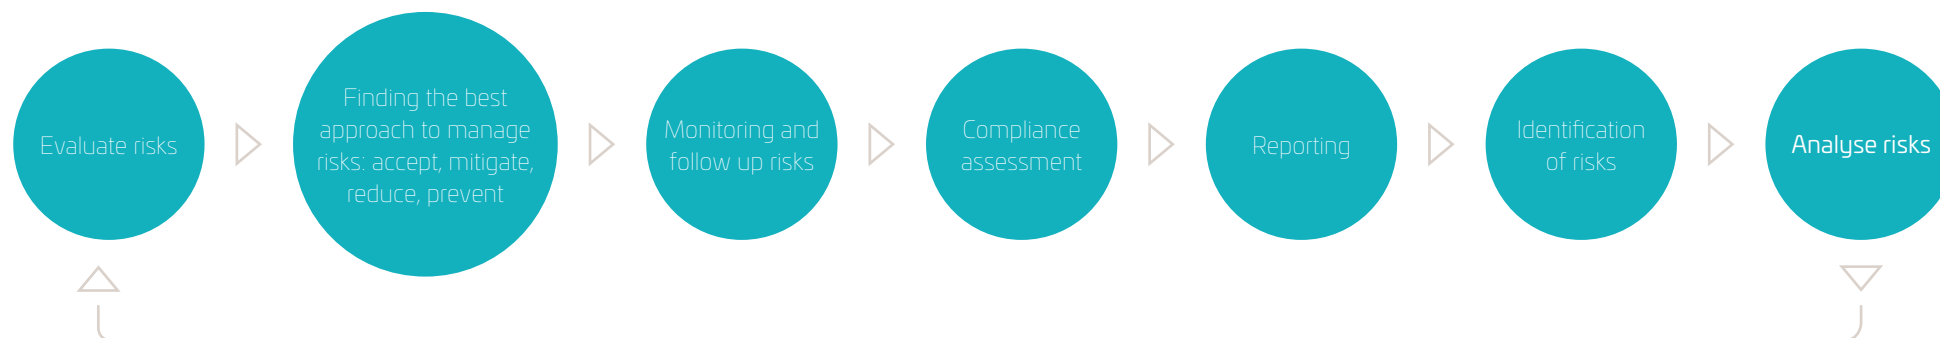 Evaluate risks
Finding the best
approach to manage
risks: accept, mitigate,
reduce, prevent
Monitoring and
follow up risks
Compliance
assessment
Reporting
Identification
of risks
Analyse risks